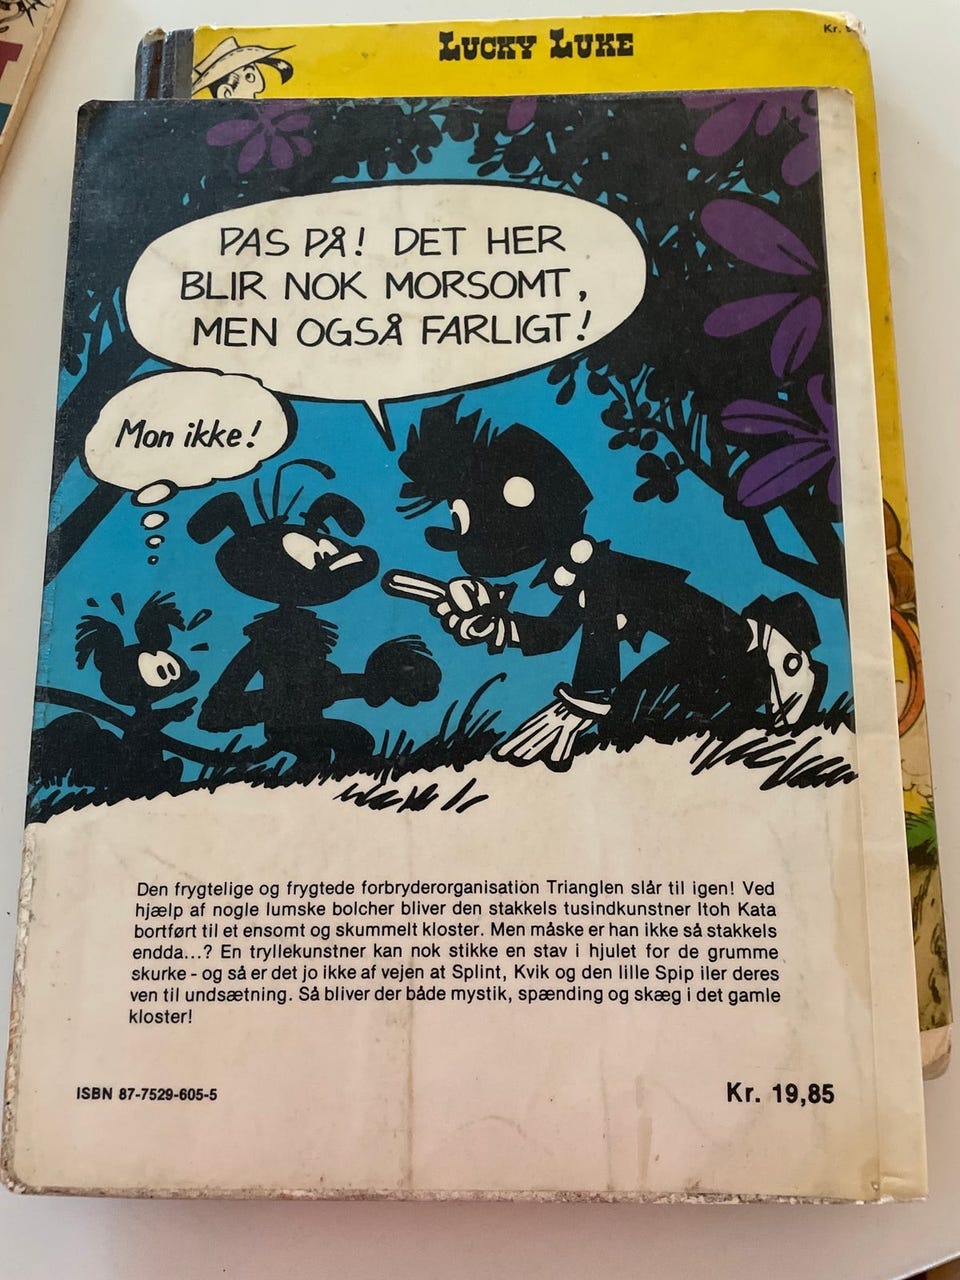 LUCKY LUKE
Kr.
PAS PÅ! DET HER
BLIR NOK MORSOMT,
MEN OGSÅ FARLIGT!
Mon ikke!
Den frygtelige og frygtede forbryderorganisation Trianglen slår til igen! Ved
hjælp af nogle lumske bolcher bliver den stakkels tusindkunstner Itoh Kata
bortført til et ensomt og skummelt kloster. Men måske er han ikke så stakkels
endda...? En tryllekunstner kan nok stikke en stav i hjulet for de grumme
skurke - og så er det jo ikke af vejen at Splint, Kvik og den lille Spip iler deres
ven til undsætning. Så bliver der både mystik, spænding og skæg i det gamle
kloster!
ISBN 87-7529-605-5
Kr. 19,85